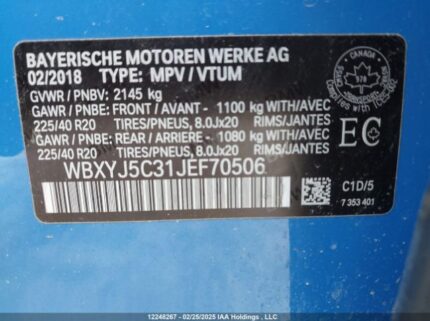 BAYERISCHE MOTOREN WERKE AG
02/2018 TYPE: MPV / VTUM
GVWR / PNBV: 2145 kg
GAWR / PNBE: FRONT / AVANT - 1100 kg WITH/AVEC
225/40 R20 TIRES/PNEUS, 8.0Jx20 RIMS/JANTES
GAWR / PNBE: REAR / ARRIERE - 1080 kg WITH/AVEC
225/40 R20 TIRES/PNEUS, 8.0Jx20 RIMS/JANTES
WBXYJ5C31JEF70506
CANADA
EC
C1D/5
7 353 401
12248267 - 02/25/2025 - © 2025 IAA Holdings, LLC